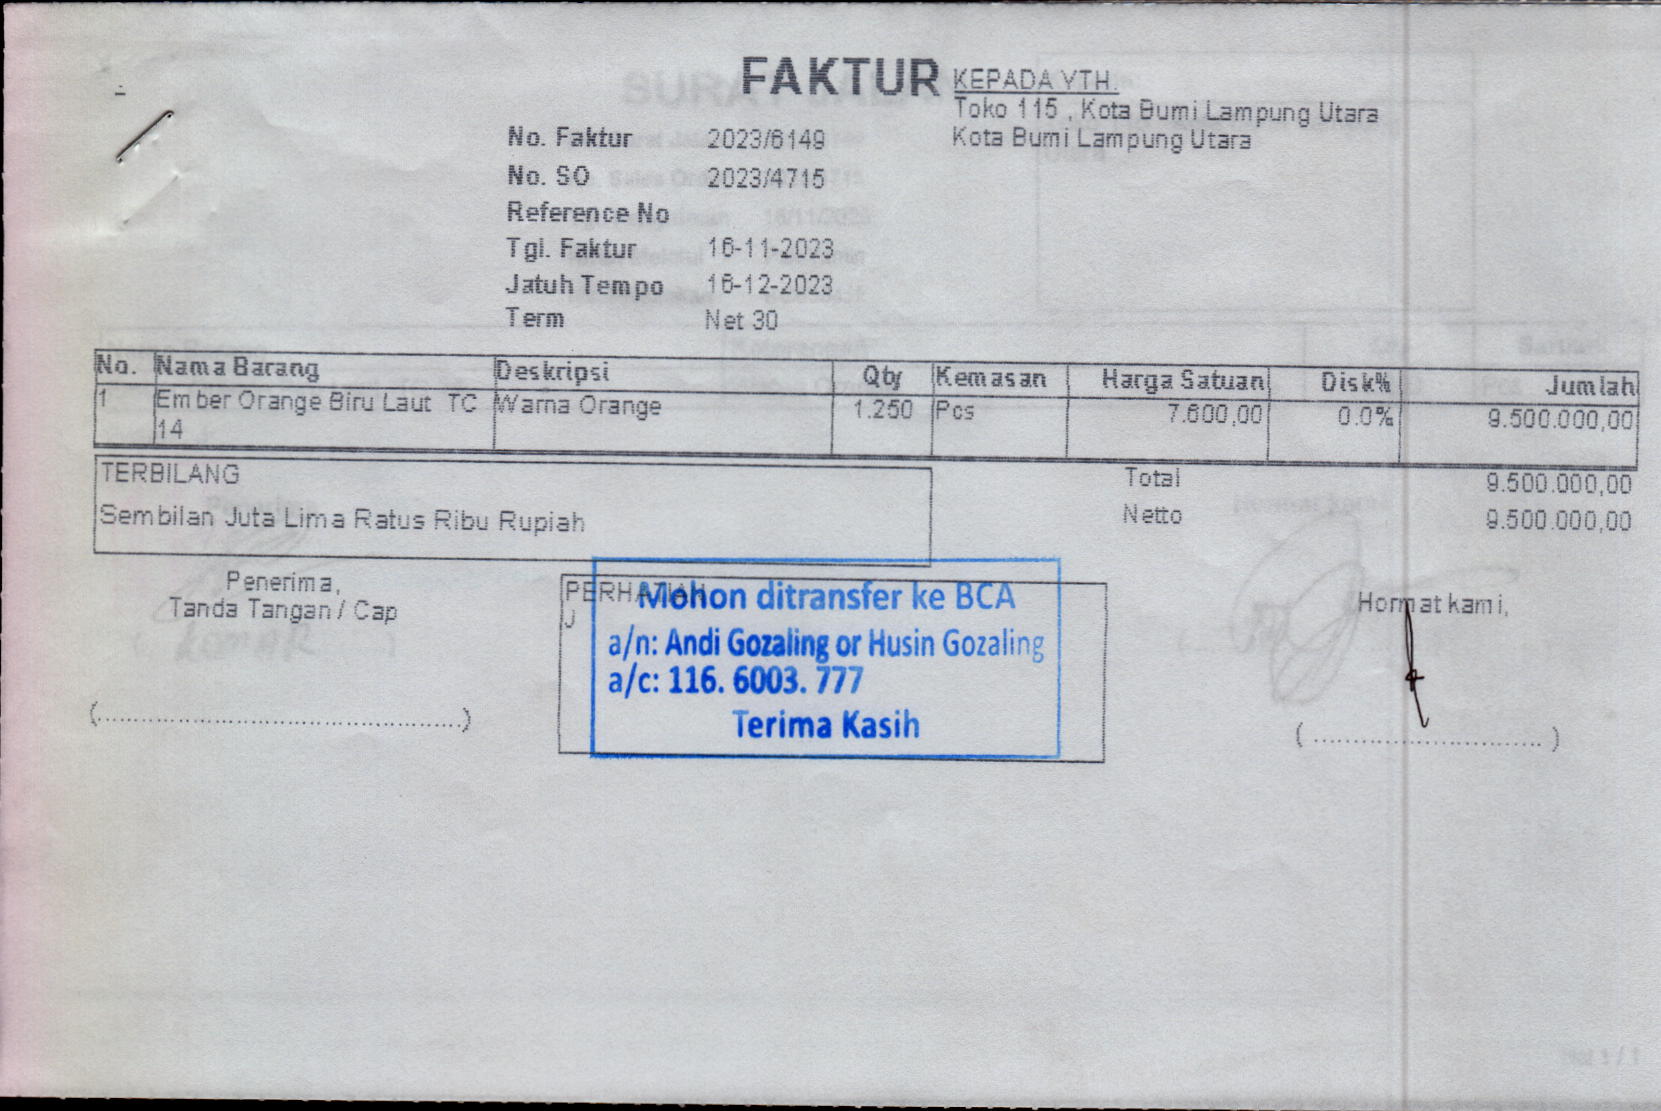 FAKTUR
KEPADA YTH.
Toko 115 , Kota Bumi Lampung Utara
Kota Bumi Lampung Utara
No. Faktur 2023/6149
No. SO 2023/4715
Reference No
Tgl. Faktur 16-11-2023
Jatuh Tempo 16-12-2023
Term Net 30
No. Nama Barang Deskripsi Qty Kemasan Harga Satuan Disk% Jumlah
1 Ember Orange Biru Laut TC Warna Orange 1.250 Pcs 7.600,00 0.0% 9.500.000,00
14
TERBILANG
Sembilan Juta Lima Ratus Ribu Rupiah
Total 9.500.000,00
Netto 9.500.000,00
Penerima,
Tanda Tangan / Cap
(................................................)
PERHATIAN
Mohon ditransfer ke BCA
a/n: Andi Gozaling or Husin Gozaling
a/c: 116. 6003. 777
Terima Kasih
Hormat kami,
( .............................. )